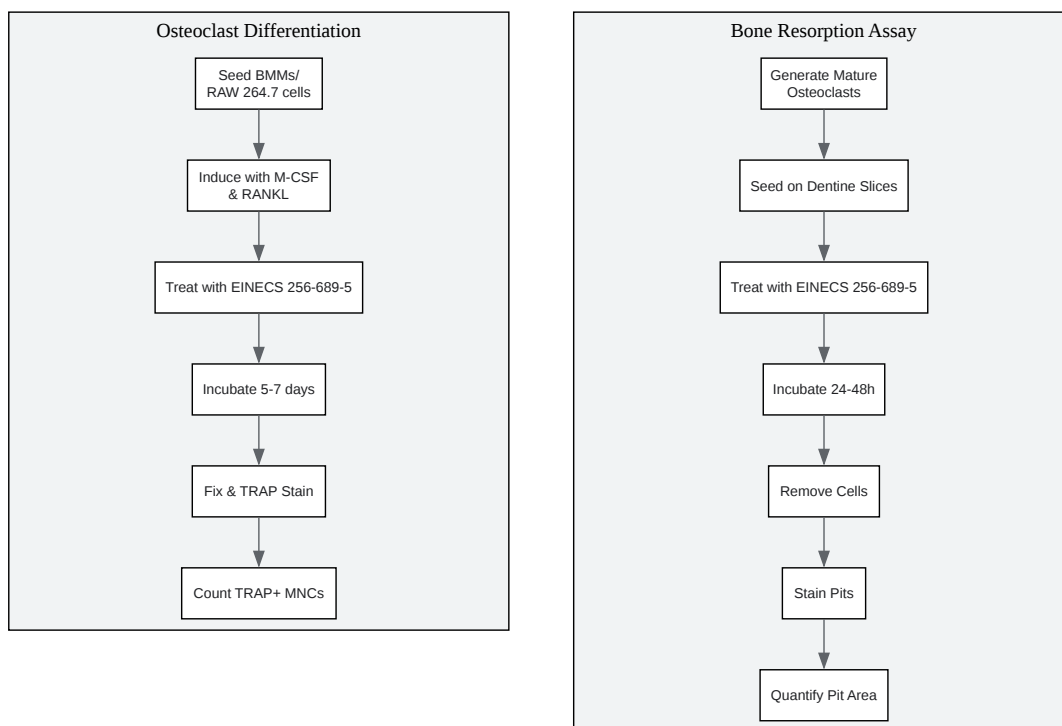 Osteoclast Differentiation
Seed BMMs/
RAW 264.7 cells
Induce with M-CSF
& RANKL
Treat with EINECS 256-689-5
Incubate 5-7 days
Fix & TRAP Stain
Count TRAP+ MNCs
Bone Resorption Assay
Generate Mature
Osteoclasts
Seed on Dentine Slices
Treat with EINECS 256-689-5
Incubate 24-48h
Remove Cells
Stain Pits
Quantify Pit Area